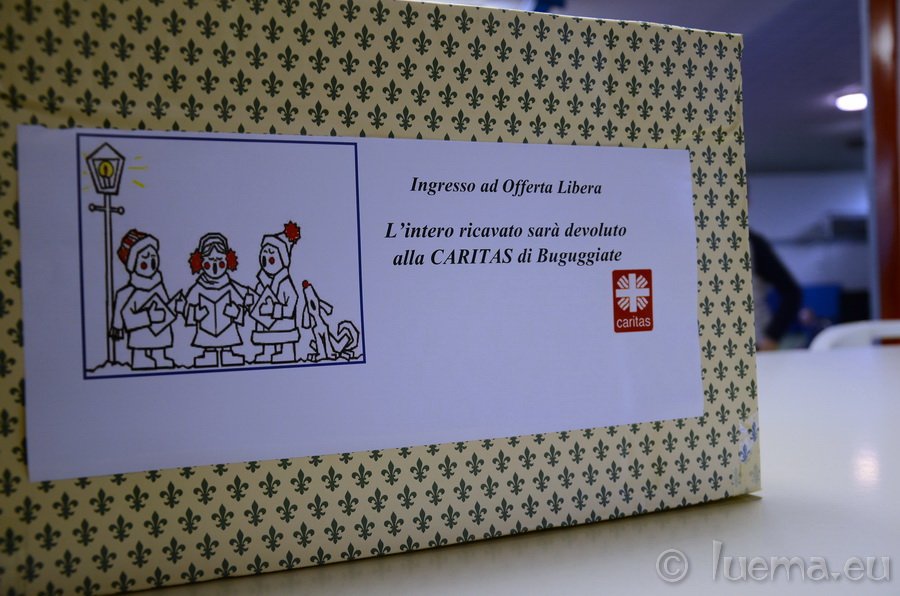 Ingresso ad Offerta Libera
L'intero ricavato sarà devoluto
alla CARITAS di Buguggiate
caritas
© luema.eu